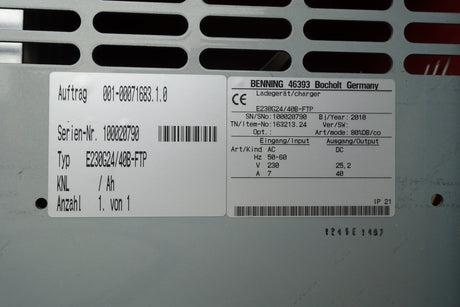 Auftrag 001-00071683.1.0
Serien-Nr. 100020790
Typ E230G24/40B-FTP
KNL / Ah
Anzahl 1. von 1
BENNING 46393 Bocholt Germany
CE Ladegerät/charger
E230G24/40B-FTP
SN/SNo:100020790 Bj/Year: 2010
TN/Item-No:163213.24 Ver/SW:
Opt.: Art/mode: 80%DB/co
Eingang/Input Ausgang/Output
Art/Kind AC DC
Hz 50-60
V 230 25,2
A 7 40
IP 21